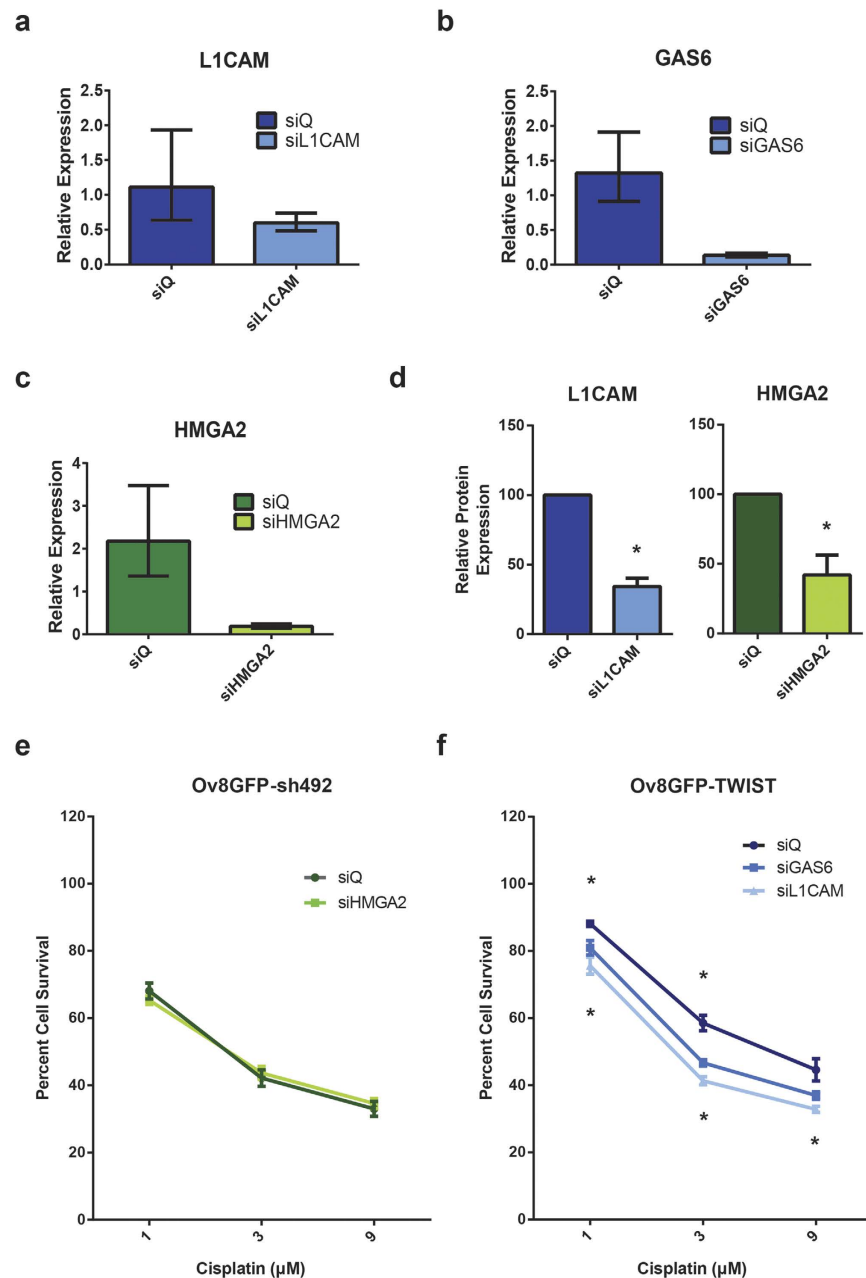 a
L1CAM
Relative Expression
2.5
2.0
1.5
1.0
0.5
0.0
siQ
siL1CAM
siQ
siL1CAM
b
GAS6
Relative Expression
2.5
2.0
1.5
1.0
0.5
0.0
siQ
siGAS6
siQ
siGAS6
c
HMGA2
Relative Expression
4
3
2
1
0
siQ
siHMGA2
siQ
siHMGA2
d
L1CAM
Relative Protein
Expression
150
100
50
0
*
siQ
siL1CAM
HMGA2
150
100
50
0
*
siQ
siHMGA2
e
Ov8GFP-sh492
Percent Cell Survival
120
100
80
60
40
20
0
siQ
siHMGA2
1
3
9
Cisplatin (µM)
f
Ov8GFP-TWIST
Percent Cell Survival
120
100
80
60
40
20
0
siQ
siGAS6
siL1CAM
*
*
*
*
*
1
3
9
Cisplatin (µM)